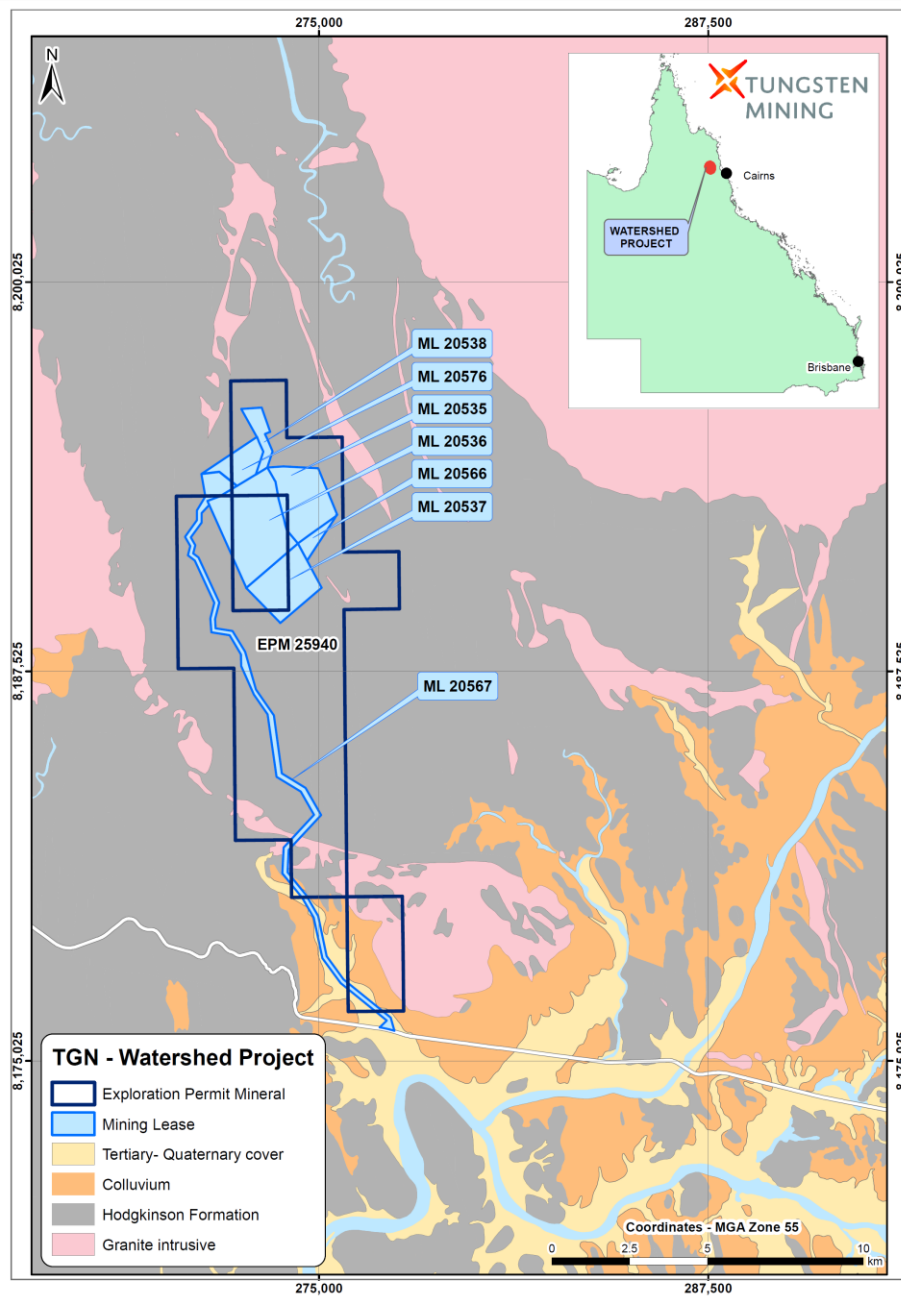 275,000
287,500
N
TUNGSTEN
MINING
Cairns
WATERSHED
PROJECT
Brisbane
8,200,025
8,200,025
ML 20538
ML 20576
ML 20535
ML 20536
ML 20566
ML 20537
EPM 25940
8,187,525
8,187,525
ML 20567
8,175,025
8,175,025
TGN - Watershed Project
Exploration Permit Mineral
Mining Lease
Tertiary- Quaternary cover
Colluvium
Hodgkinson Formation
Granite intrusive
Coordinates - MGA Zone 55
0 2.5 5 10
km
275,000
287,500